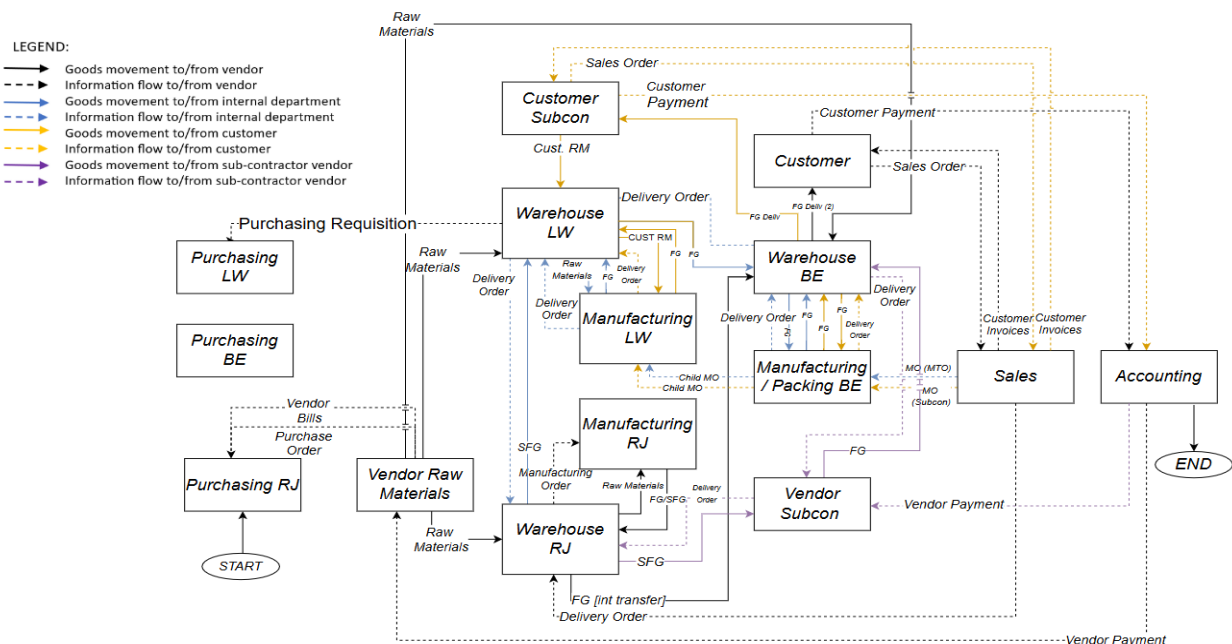 Raw
Materials
LEGEND:
Goods movement to/from vendor
Information flow to/from vendor
Goods movement to/from internal department
Information flow to/from internal department
Goods movement to/from customer
Information flow to/from customer
Goods movement to/from sub-contractor vendor
Information flow to/from sub-contractor vendor
Sales Order
Customer
Subcon
Customer
Payment
Customer Payment
Cust. RM
Customer
Sales Order
Purchasing Requisition
Warehouse
LW
Delivery Order
FG Deliv
FG Deliv (2)
CUST RM
FG
FG
Warehouse
BE
Purchasing
LW
Raw
Materials
Delivery
Order
Raw
Materials
FG
Delivery
Order
Delivery
Order
Delivery
Order
Manufacturing
LW
Delivery Order
FG
FG
FG
FG
Delivery
Order
Customer
Invoices
Customer
Invoices
Purchasing
BE
Child MO
Child MO
Manufacturing
/ Packing BE
MO (MTO)
MO
(Subcon)
Sales
Accounting
Vendor
Bills
Purchase
Order
Manufacturing
RJ
SFG
FG
END
Purchasing RJ
Vendor Raw
Materials
Manufacturing
Order
Raw Materials
FG/SFG
Delivery
Order
Vendor
Subcon
Vendor Payment
START
Raw
Materials
Warehouse
RJ
SFG
FG [int transfer]
Delivery Order
Vendor Payment